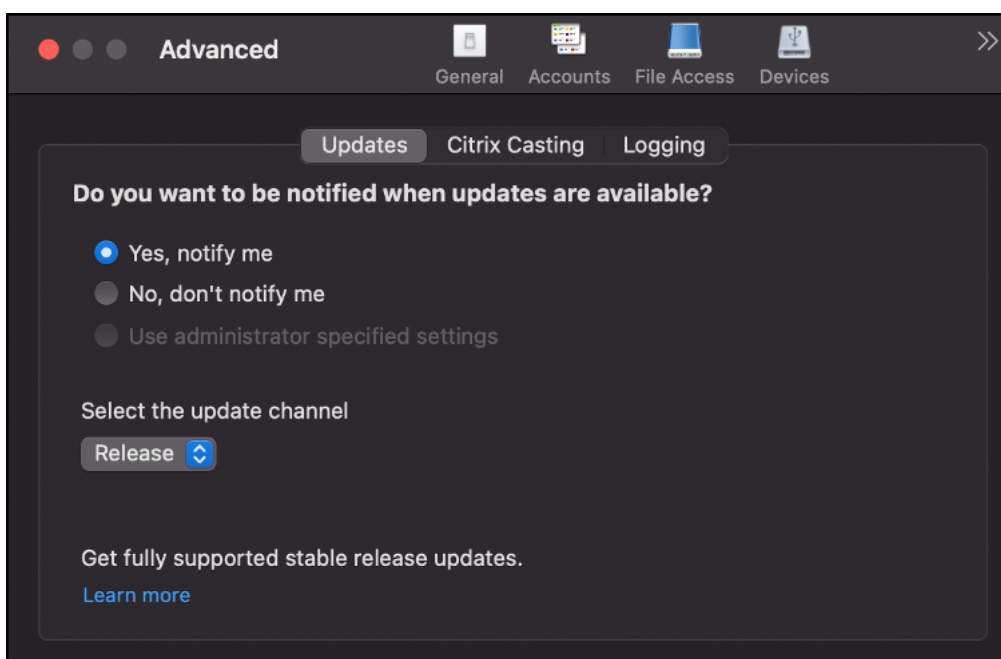 Advanced
General Accounts File Access Devices
Updates Citrix Casting Logging
Do you want to be notified when updates are available?
Yes, notify me
No, don't notify me
Use administrator specified settings
Select the update channel
Release
Get fully supported stable release updates.
Learn more